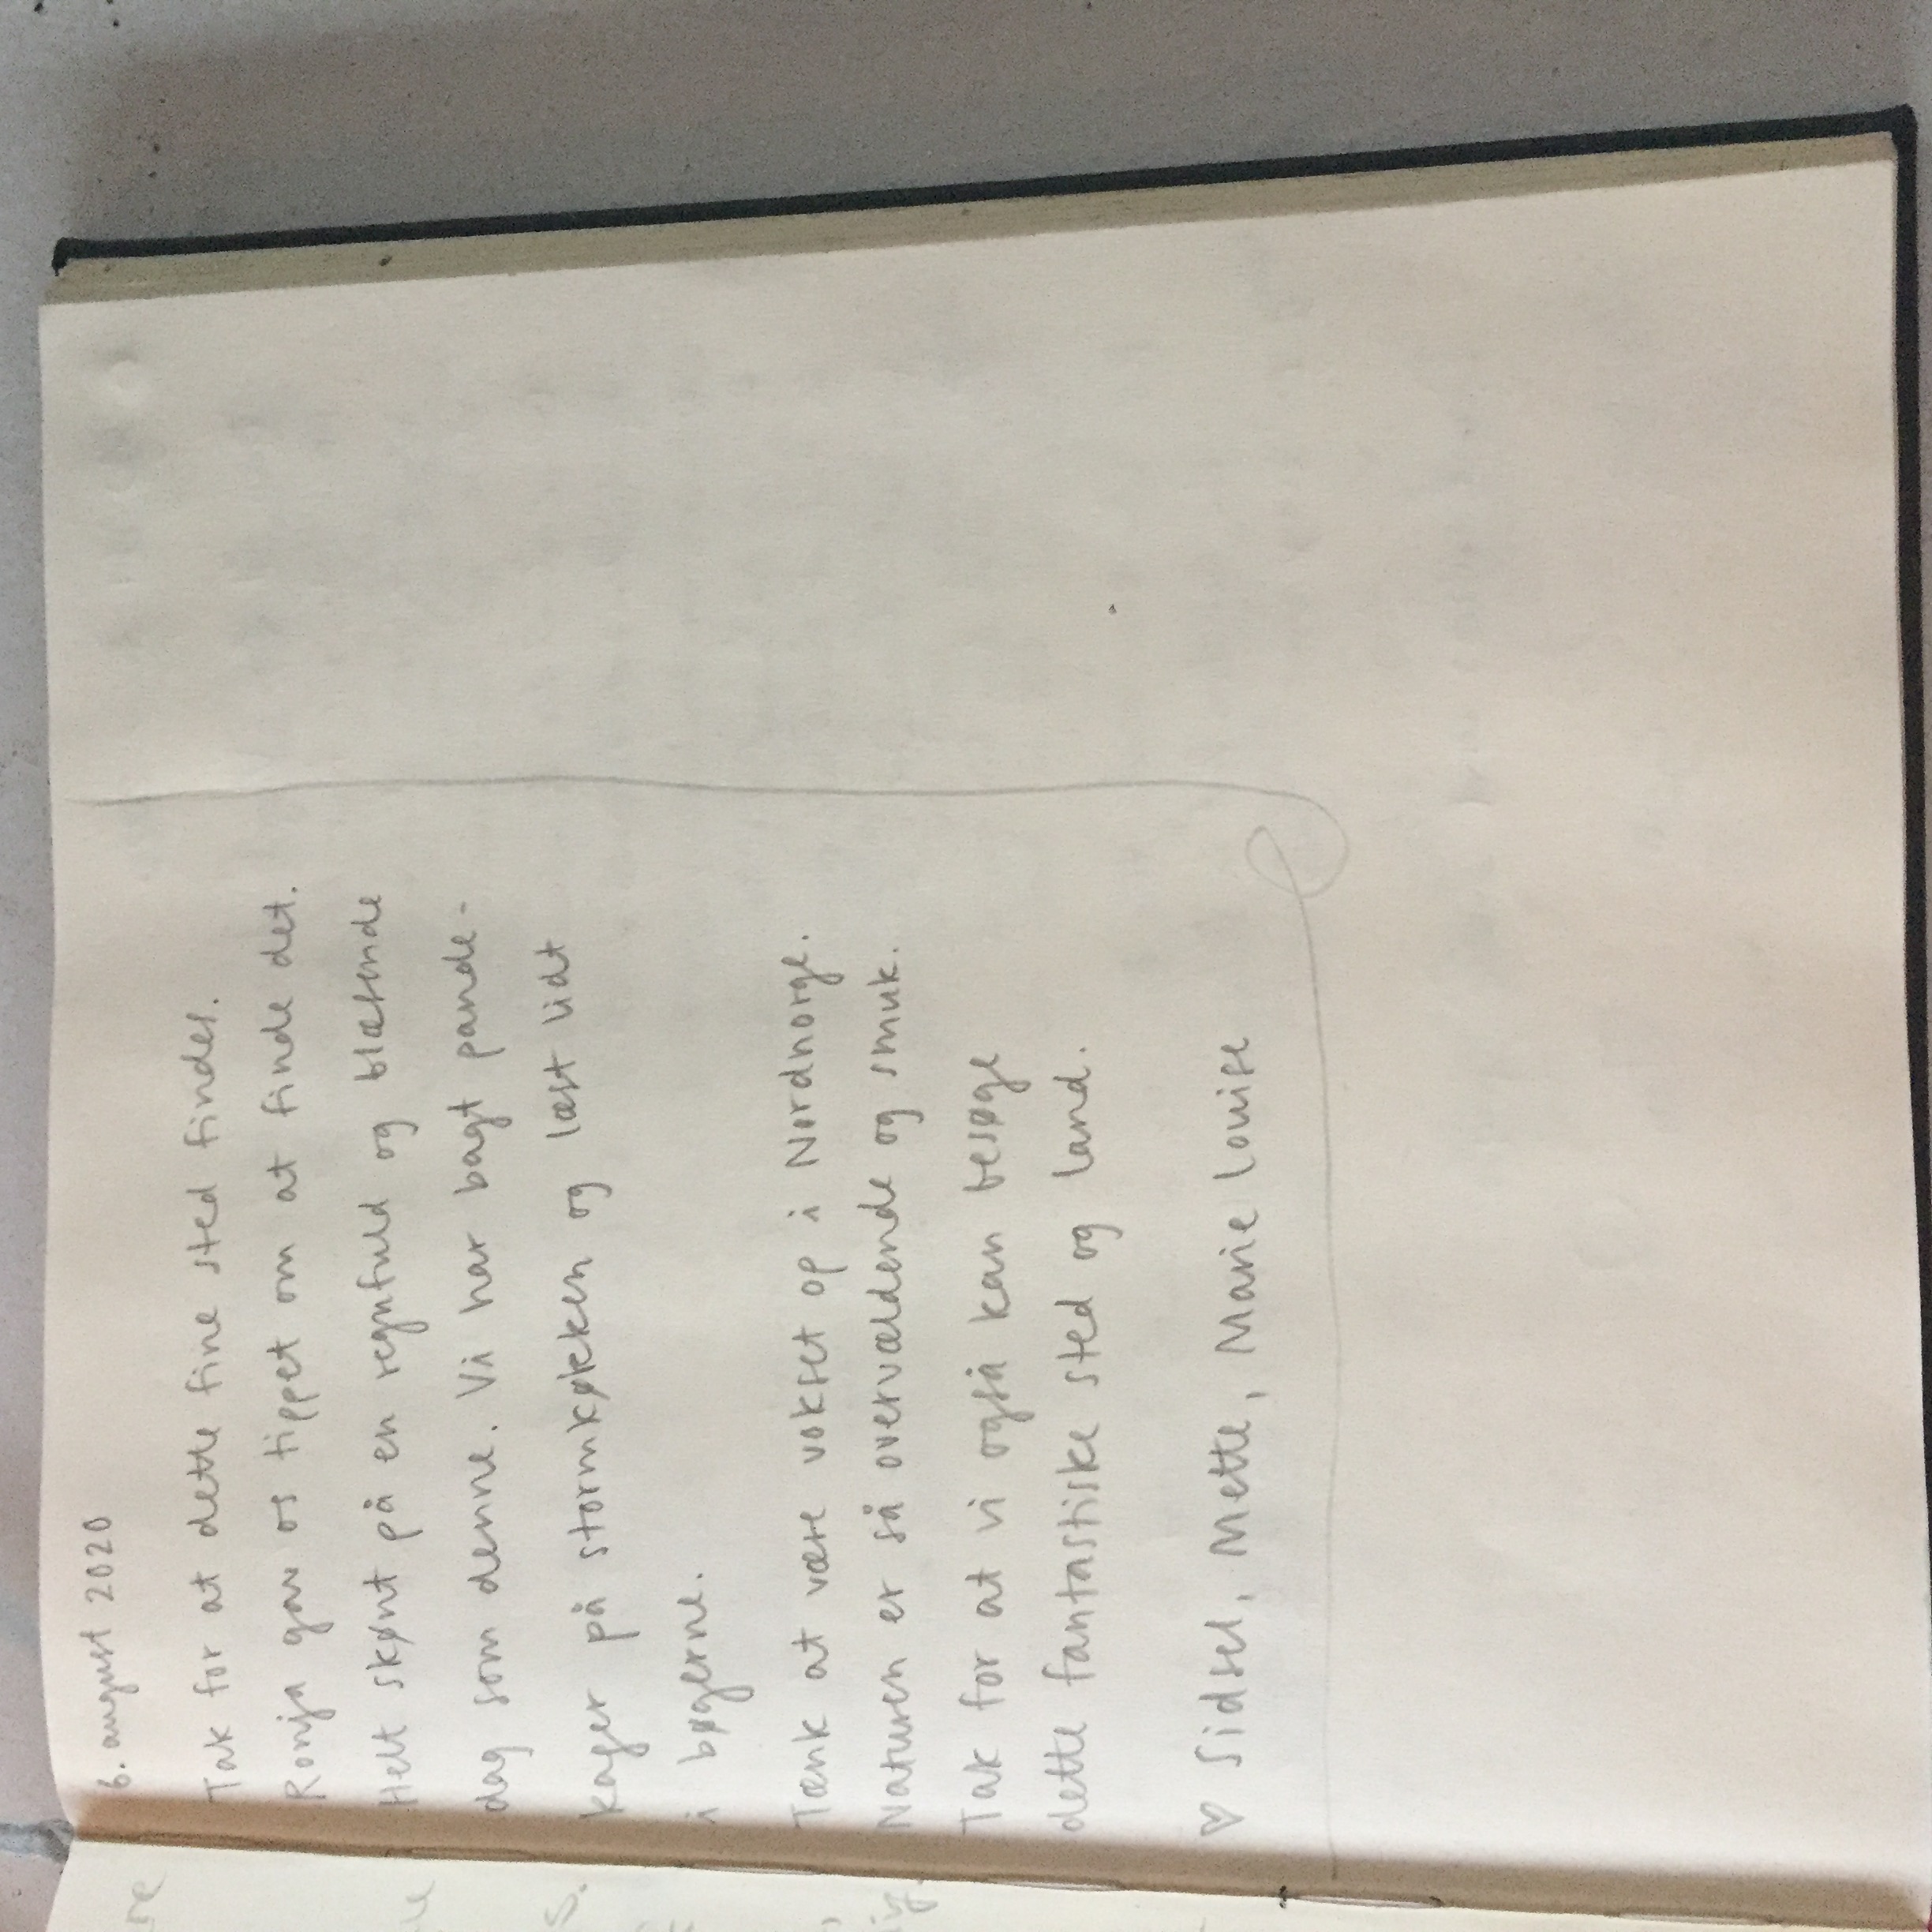 6. august 2020
Tak for at dette fine sted findes.
Ronja gav os tippet om at finde det.
Helt skønt på en regnfuld og blæsende
dag som denne. Vi har bagt pande-
kager på stormkøkken og læst lidt
i bøgerne.
Tænk at være vokset op i Nordnorge.
Naturen er så overvældende og smuk.
Tak for at vi også kan besøge
dette fantastiske sted og land.
♡ Sidsel, Mette, Marie Louise